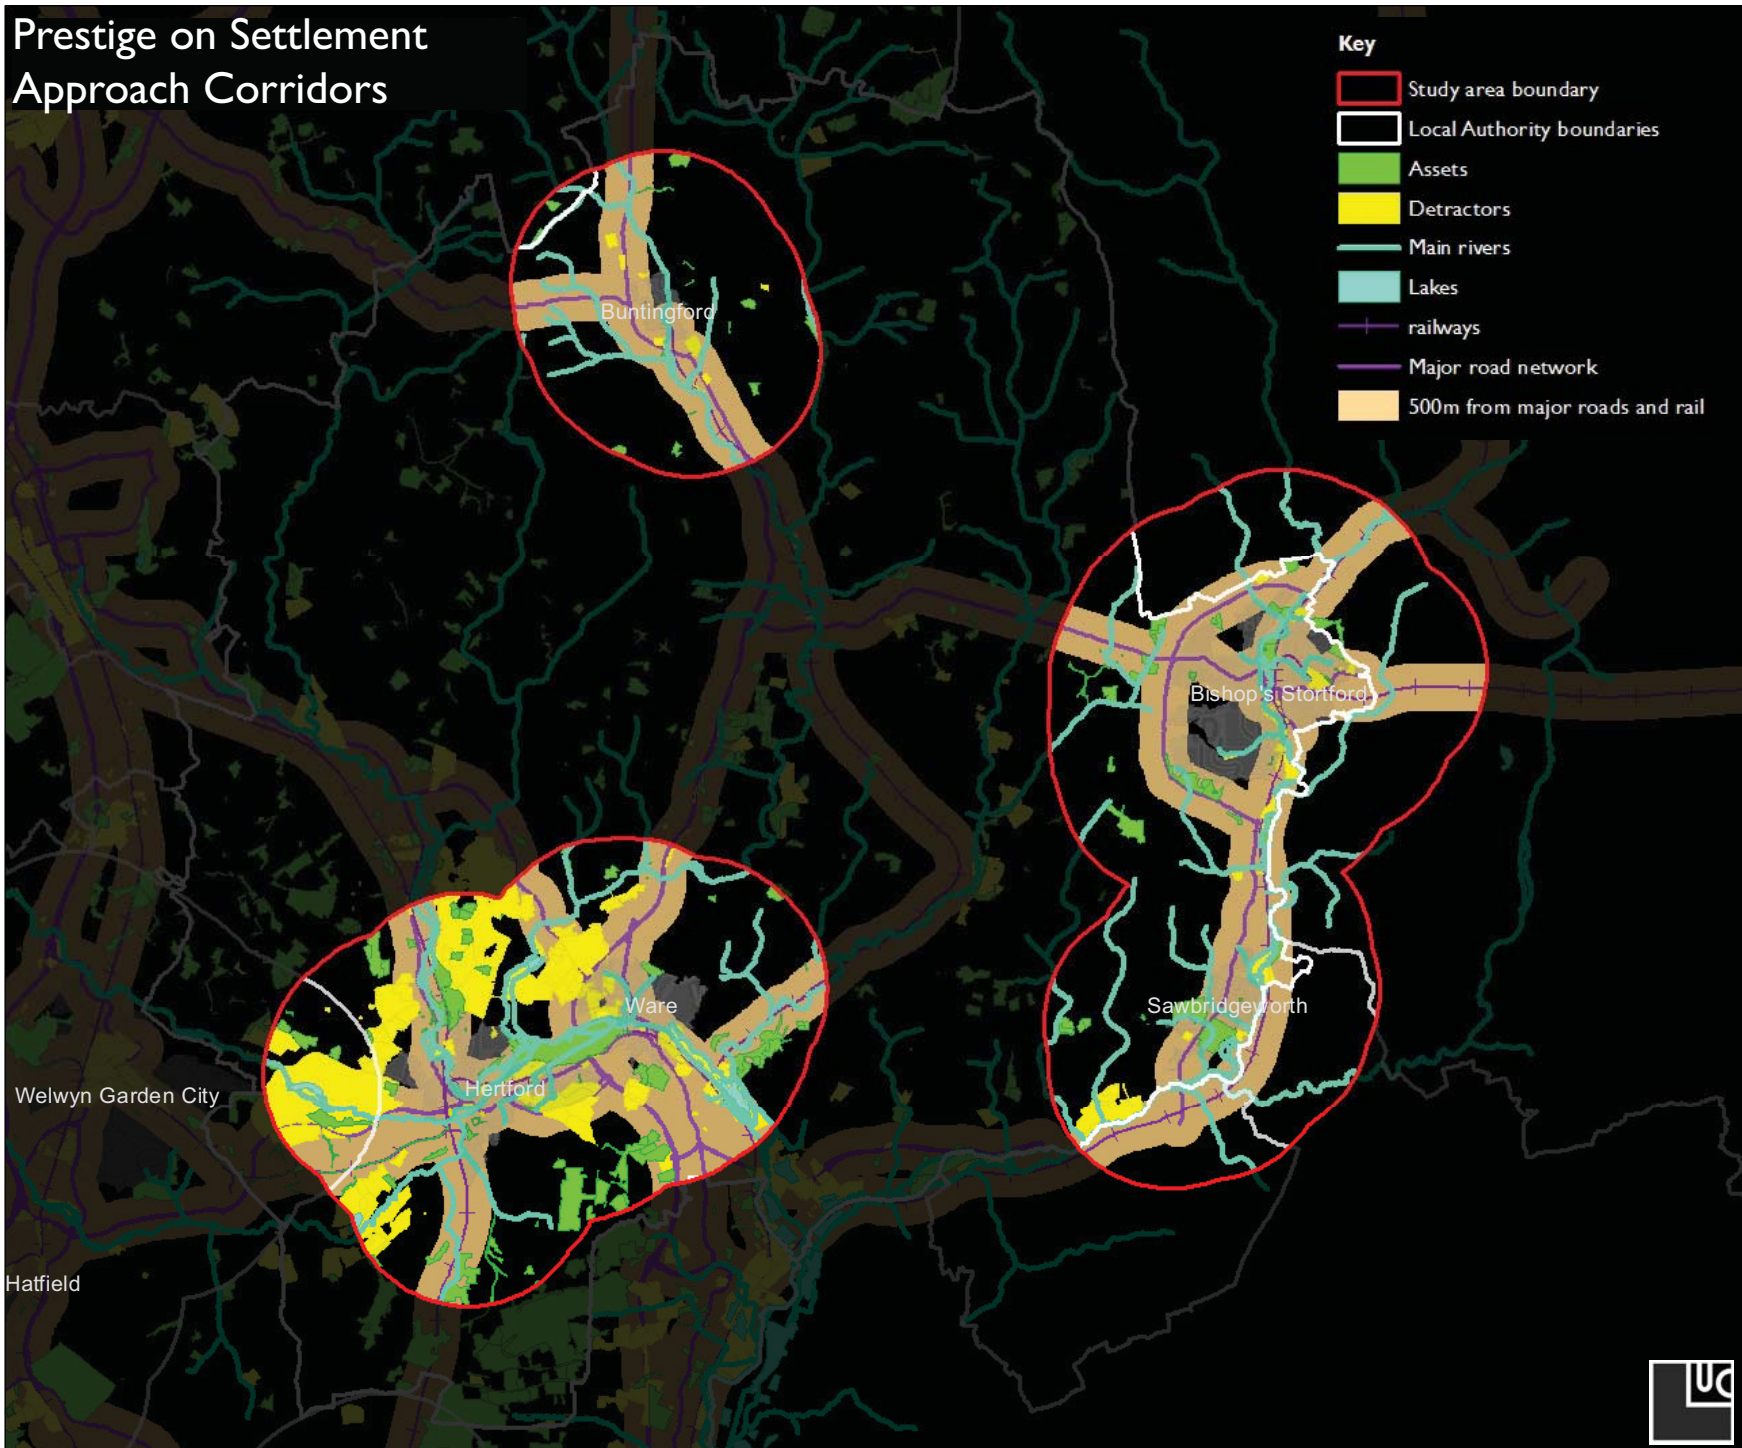 Prestige on Settlement
Approach Corridors
Key
Study area boundary
Local Authority boundaries
Assets
Detractors
Main rivers
Lakes
railways
Major road network
500m from major roads and rail
Buntingford
Bishop's Stortford
Ware
Sawbridgeworth
Hertford
Welwyn Garden City
Hatfield